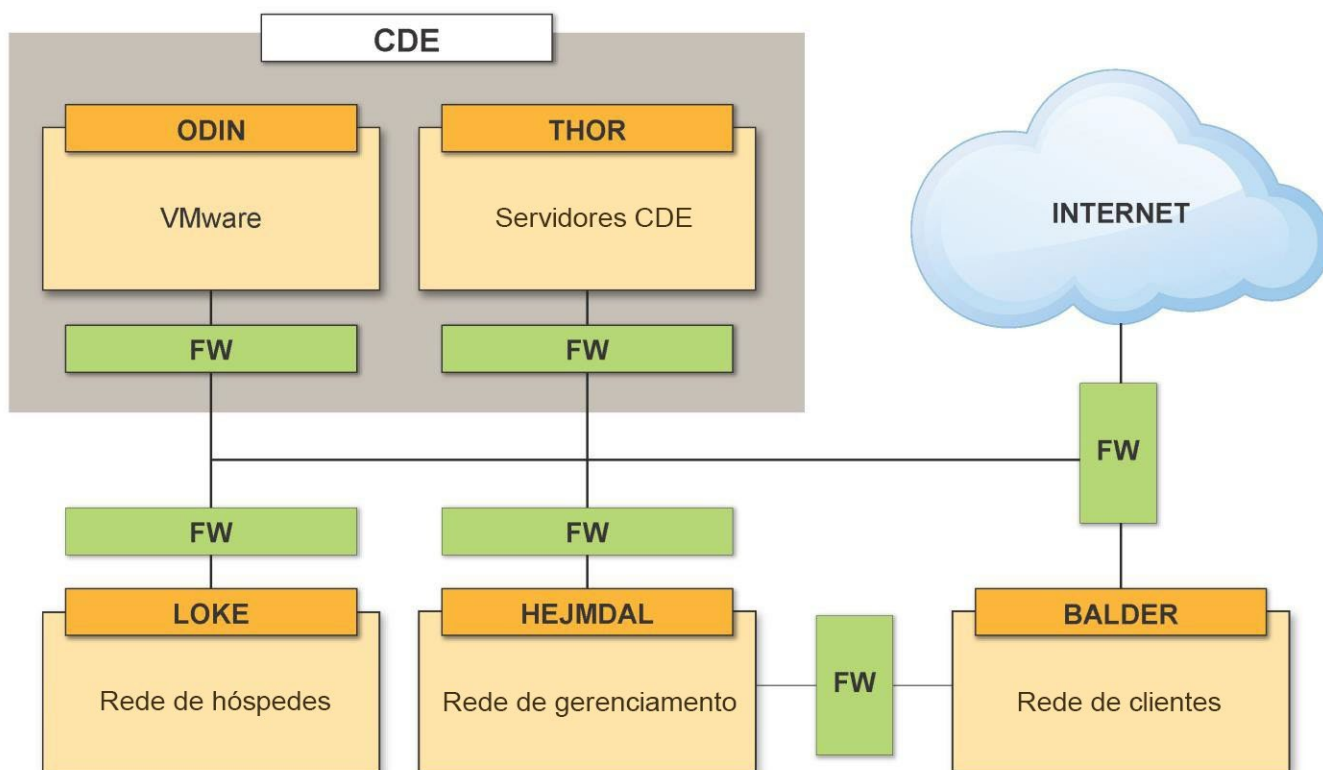 CDE
ODIN
THOR
VMware
Servidores CDE
INTERNET
FW
FW
FW
FW
FW
LOKE
HEJMDAL
BALDER
Rede de hóspedes
Rede de gerenciamento
FW
Rede de clientes